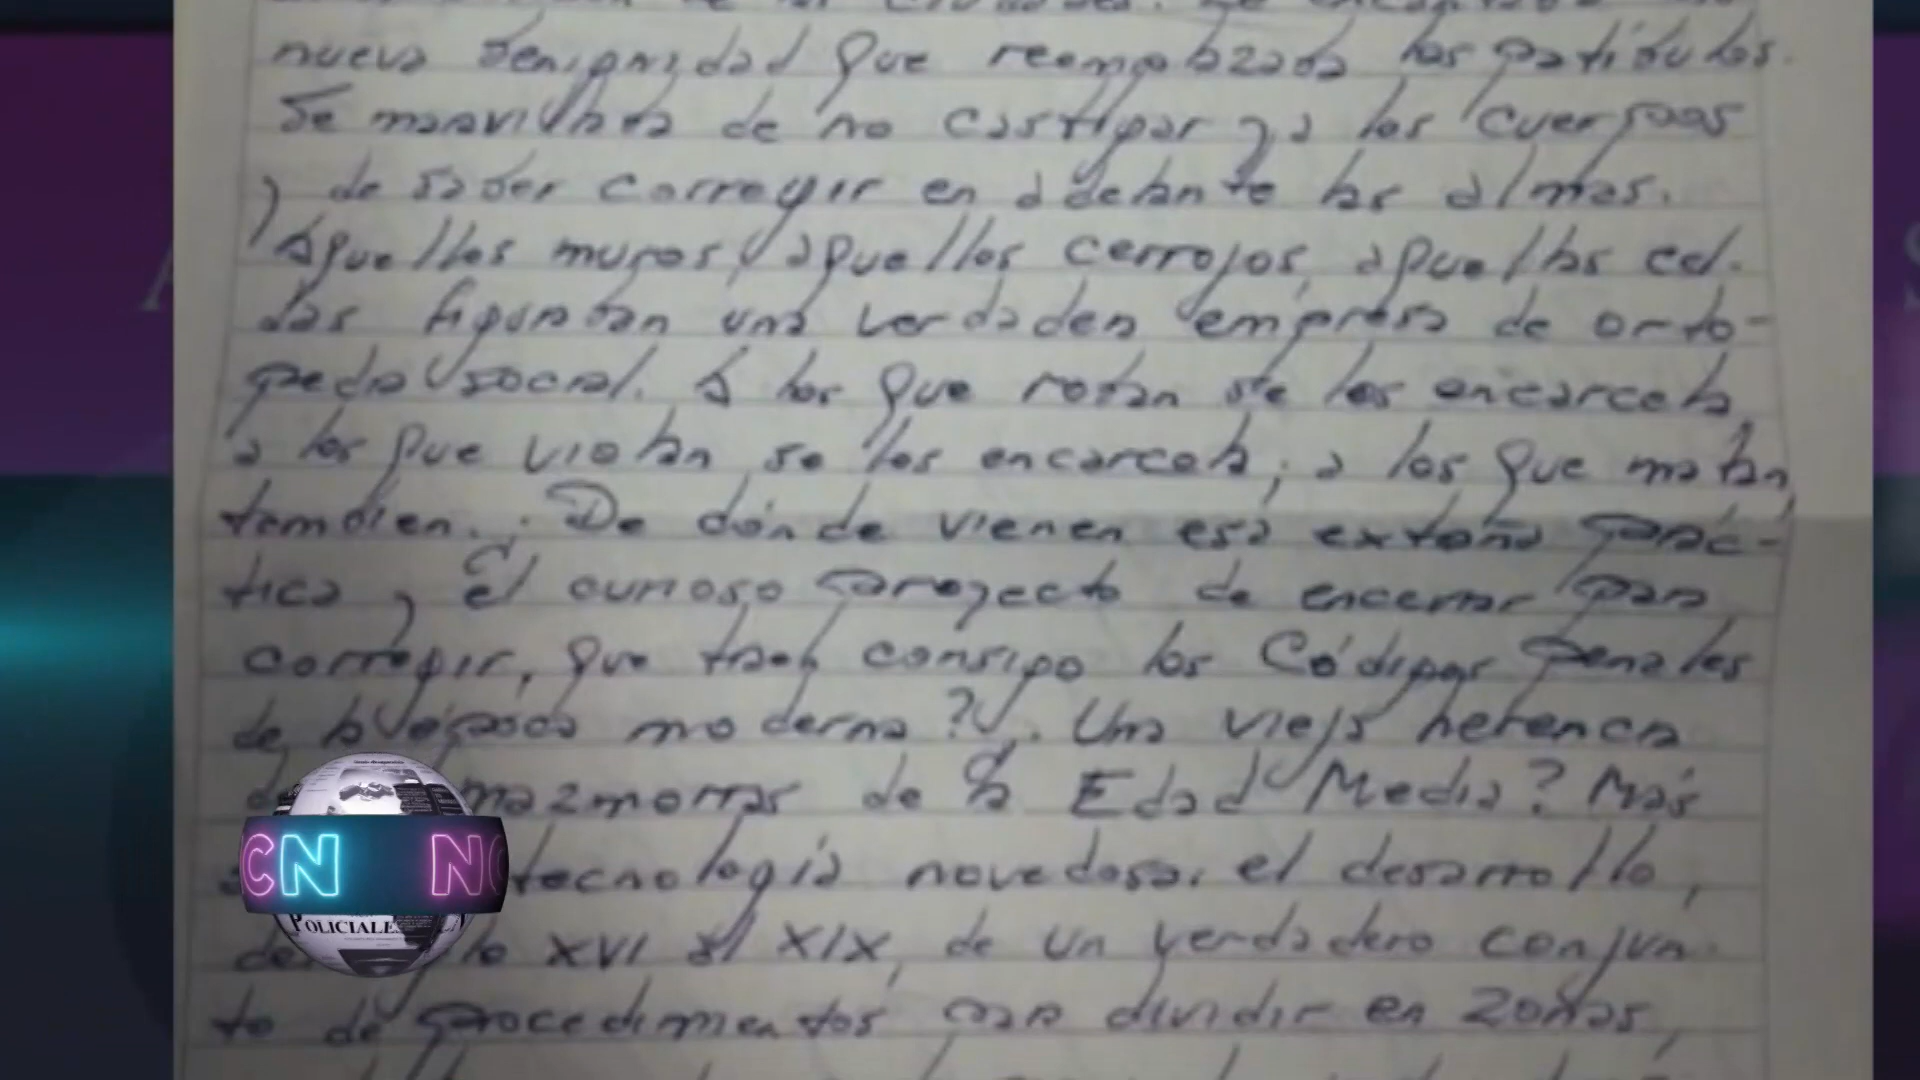 nueva benignidad que reemplazaba los patíbulos.
Se maravillaba de no castigar ya los cuerpos
y de saber corregir en adelante las almas.
Aquellos muros, aquellos cerrojos, aquellas cel-
das figuraban una verdadera empresa de orto-
pedia social. A los que roban se les encarcela,
a los que violan se les encarcela; a los que matan,
tambien. ¿De dónde vienen esa extraña prác-
tica y el curioso proyecto de encerrar para
corregir, que traen consigo los Códigos penales
de la época moderna? ¿Una vieja herencia
de mazmorras de la Edad Media? Más
tecnología novedosa: el desarrollo,
del XVI al XIX, de un verdadero conjun-
to de procedimientos para dividir en zonas,
CN NO
POLICIALES